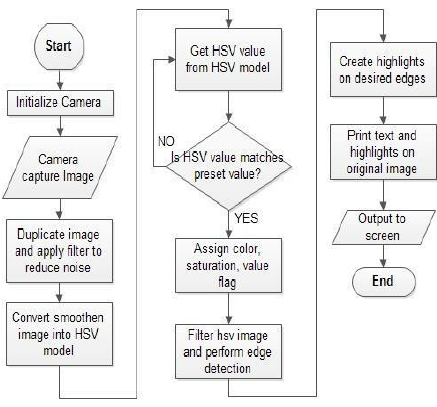 Start
Initialize Camera
Camera
capture Image
Duplicate image
and apply filter to
reduce noise
Convert smoothen
image into HSV
model
Get HSV value
from HSV model
NO
Is HSV value matches
preset value?
YES
Assign color,
saturation, value
flag
Filter hsv image
and perform edge
detection
Create highlights
on desired edges
Print text and
highlights on
original image
Output to
screen
End